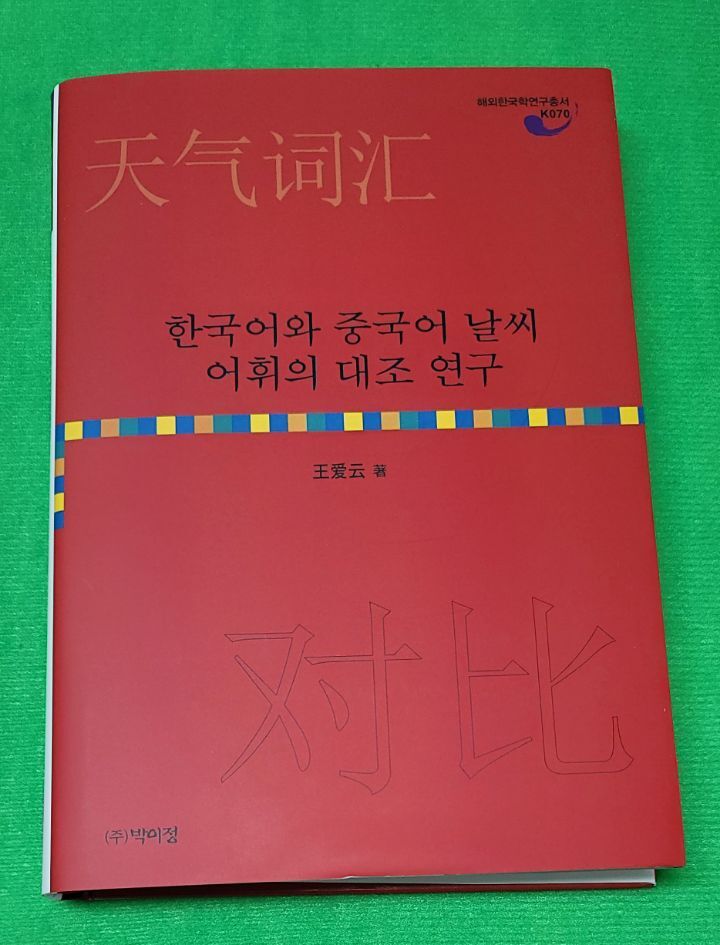 해외한국학연구총서
K070
天气词汇
한국어와 중국어 날씨
어휘의 대조 연구
王爱云 著
对比
(주)박이정